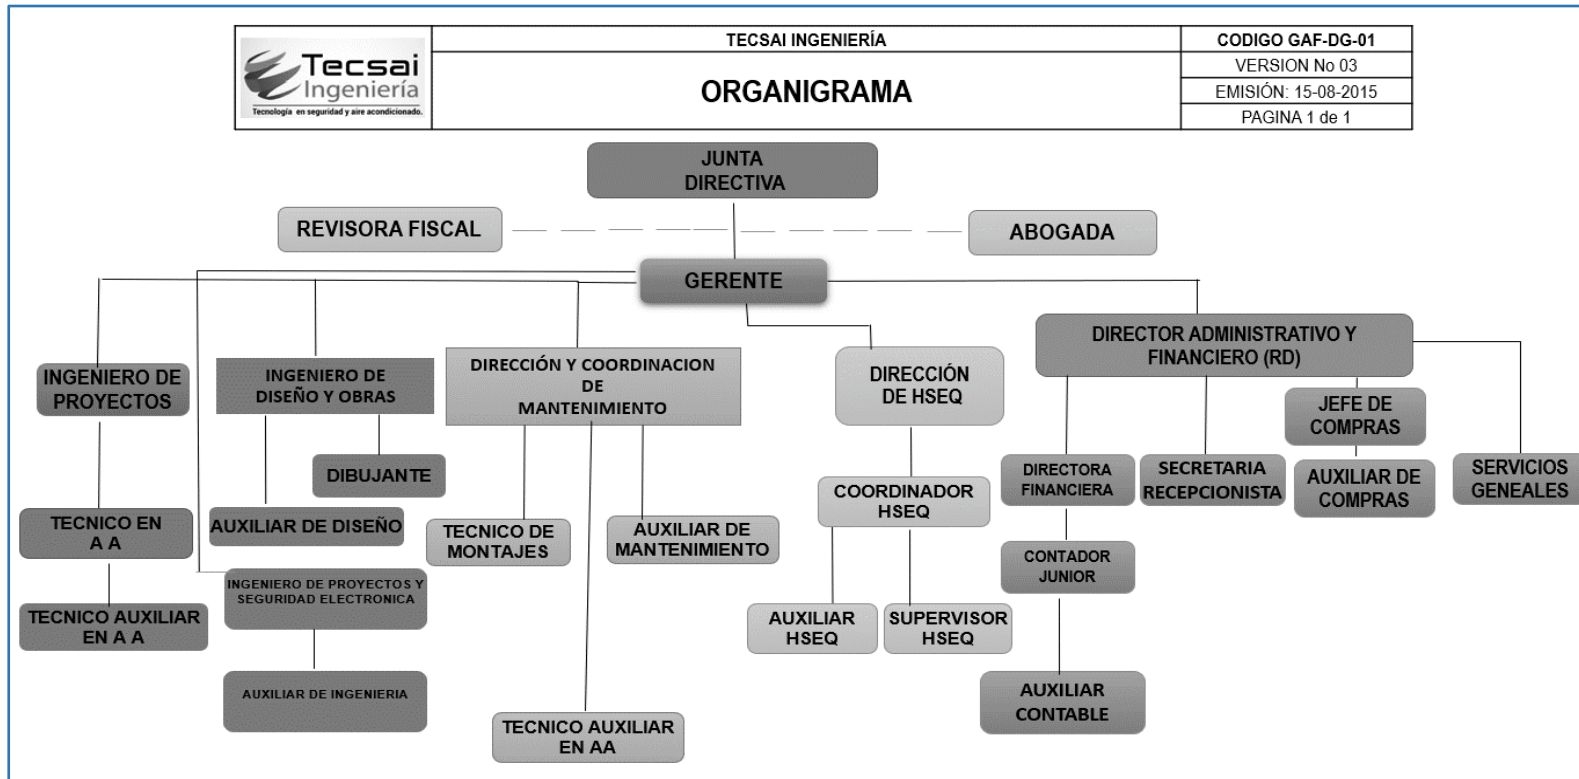 Tecsai
Ingeniería
Tecnología en seguridad y aire acondicionado.
TECSAI INGENIERÍA
ORGANIGRAMA
CODIGO GAF-DG-01
VERSION No 03
EMISIÓN: 15-08-2015
PAGINA 1 de 1
JUNTA
DIRECTIVA
REVISORA FISCAL
ABOGADA
GERENTE
INGENIERO DE
PROYECTOS
INGENIERO DE
DISEÑO Y OBRAS
DIRECCIÓN Y COORDINACION
DE
MANTENIMIENTO
DIRECCIÓN
DE HSEQ
DIRECTOR ADMINISTRATIVO Y
FINANCIERO (RD)
JEFE DE
COMPRAS
DIBUJANTE
DIRECTORA
FINANCIERA
SECRETARIA
RECEPCIONISTA
AUXILIAR DE
COMPRAS
SERVICIOS
GENEALES
TECNICO EN
A A
AUXILIAR DE DISEÑO
TECNICO DE
MONTAJES
AUXILIAR DE
MANTENIMIENTO
COORDINADOR
HSEQ
CONTADOR
JUNIOR
INGENIERO DE PROYECTOS Y
SEGURIDAD ELECTRONICA
TECNICO AUXILIAR
EN A A
AUXILIAR
HSEQ
SUPERVISOR
HSEQ
AUXILIAR DE INGENIERIA
AUXILIAR
CONTABLE
TECNICO AUXILIAR
EN AA